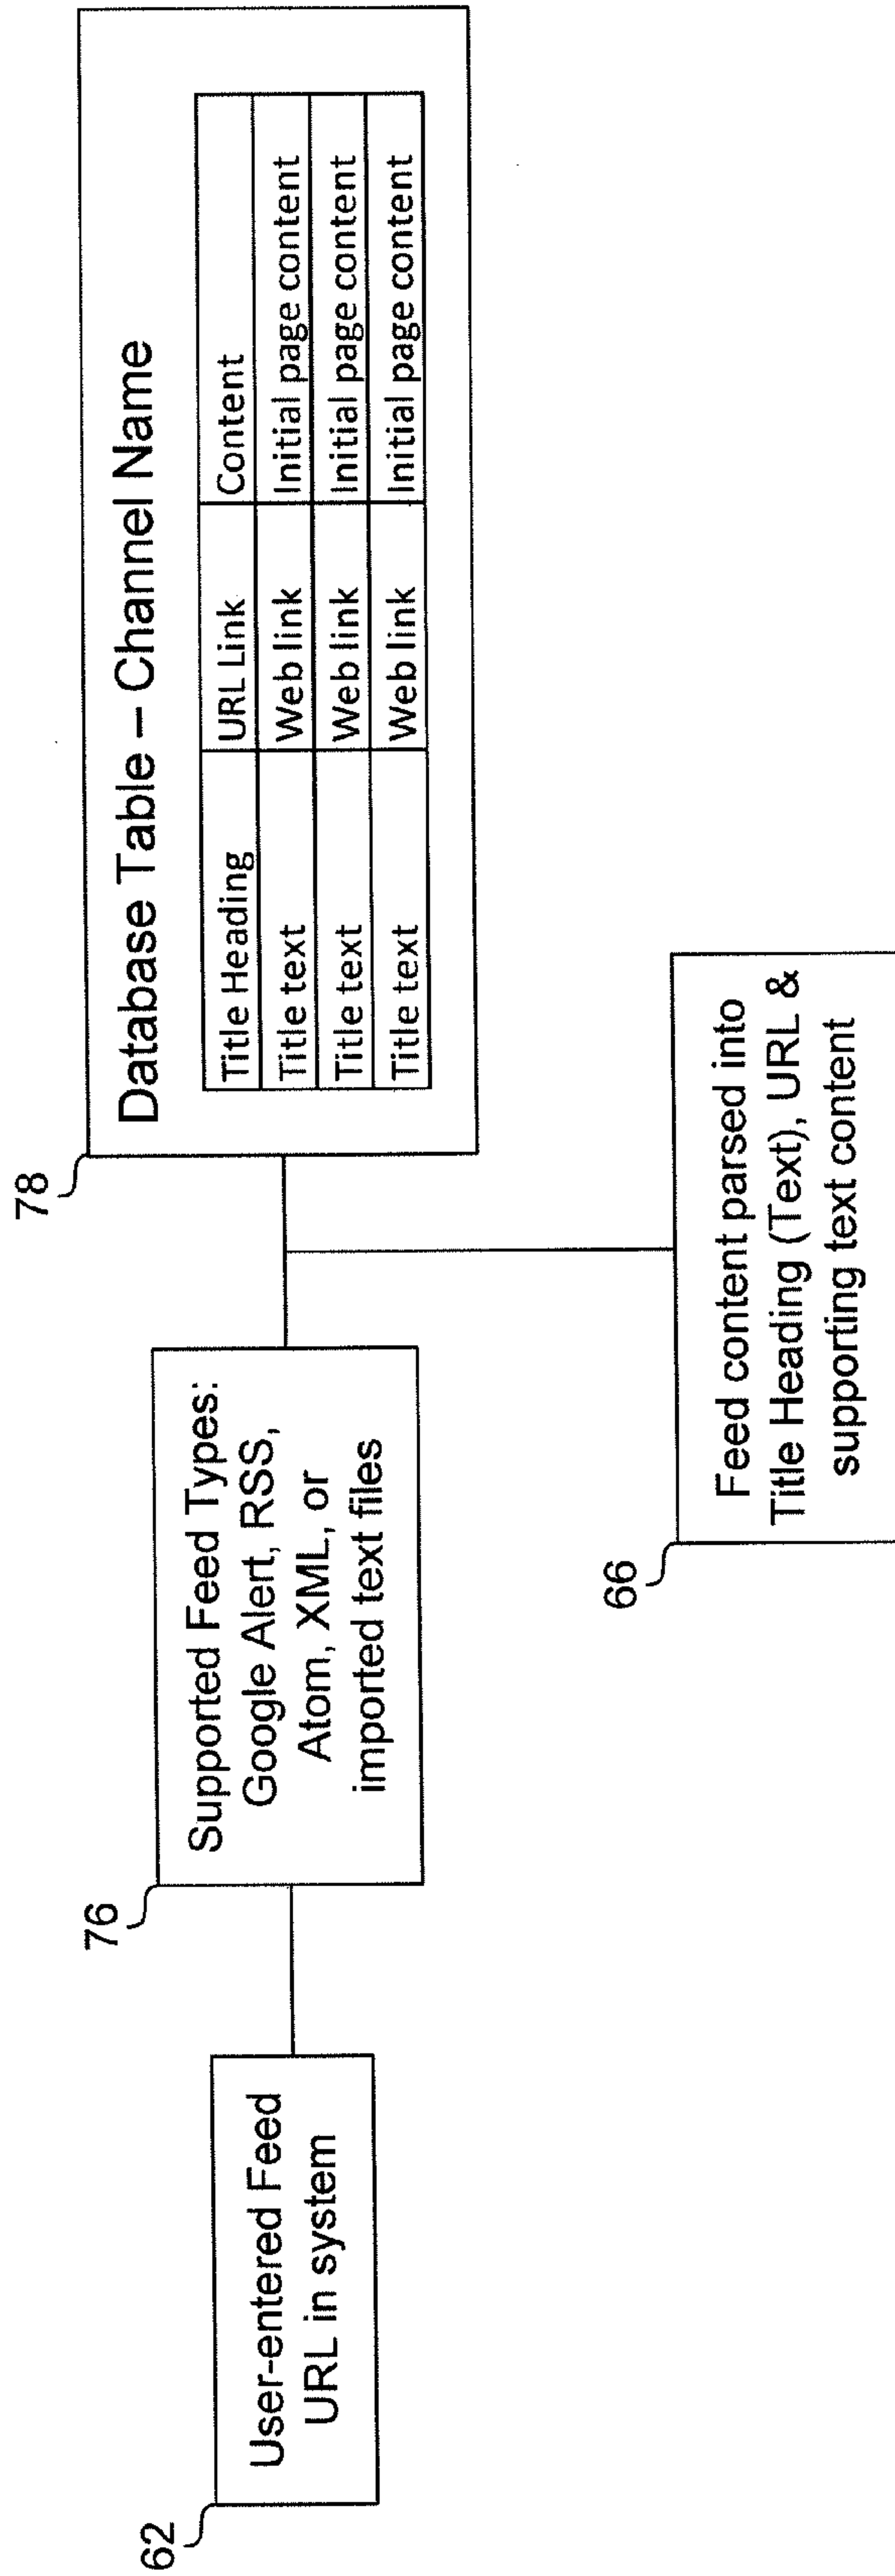 62
User-entered Feed
URL in system
76
Supported Feed Types:
Google Alert, RSS,
Atom, XML, or
imported text files
66
Feed content parsed into
Title Heading (Text), URL &
supporting text content
78
Database Table – Channel Name
Title Heading URL Link Content
Title text Web link Initial page content
Title text Web link Initial page content
Title text Web link Initial page content